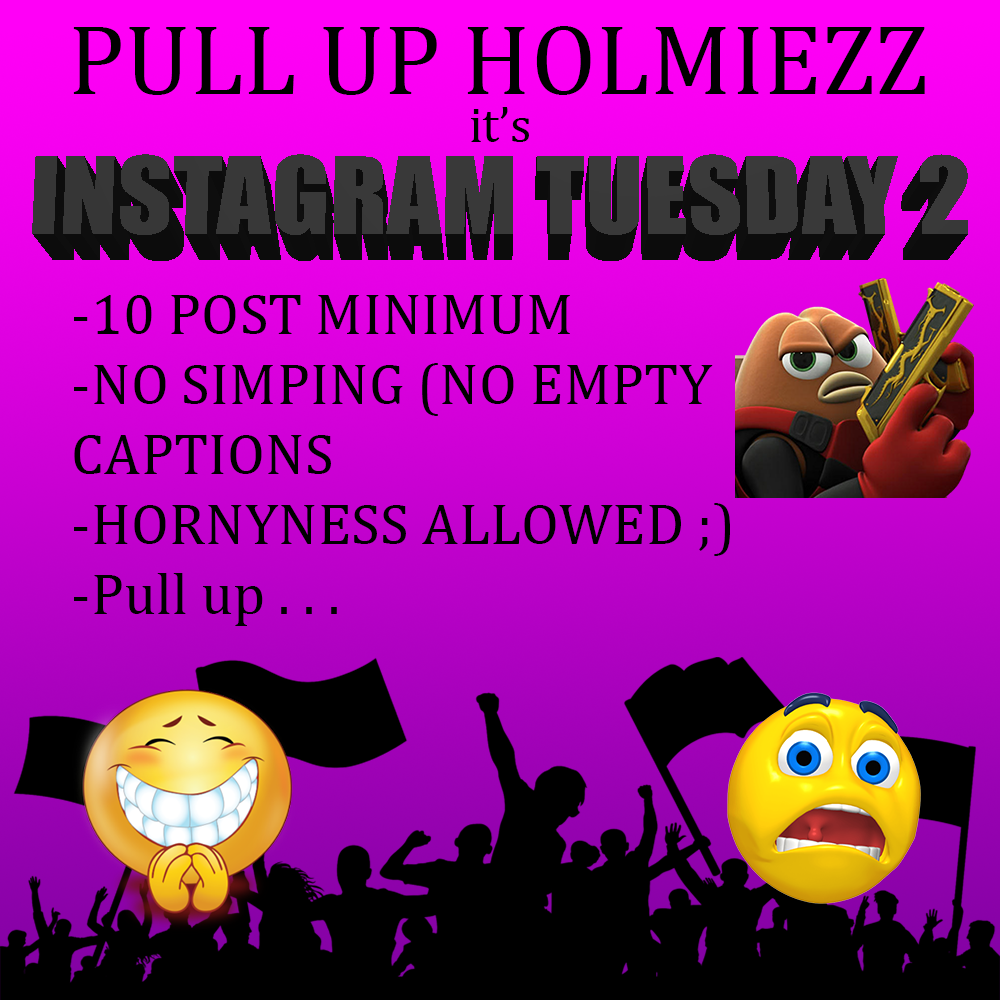 PULL UP HOLMIEZZ
it’s
INSTAGRAM TUESDAY 2
-10 POST MINIMUM
-NO SIMPING (NO EMPTY
CAPTIONS
-HORNYNESS ALLOWED ;)
-Pull up . . .